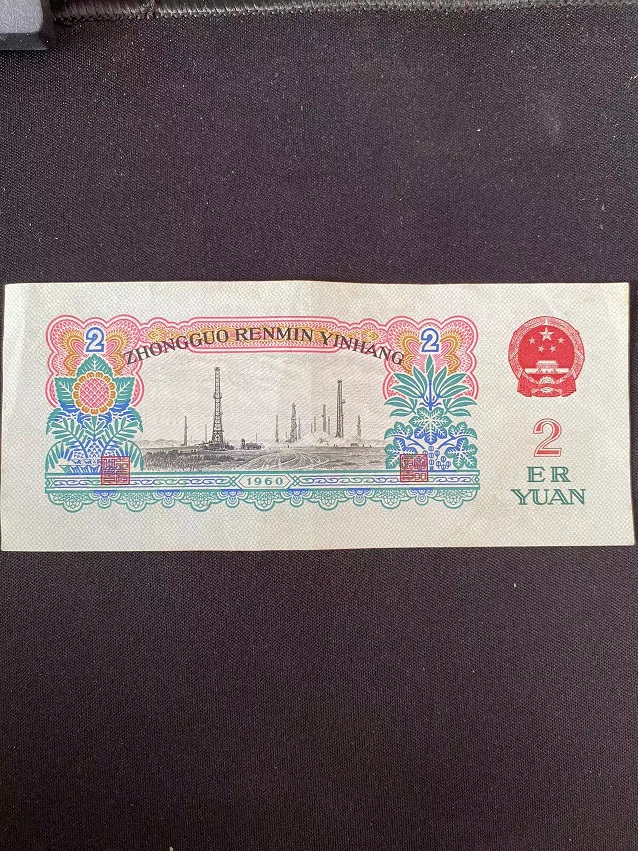 2
ZHONGGUO RENMIN YINHANG
2
1960
2
ER
YUAN